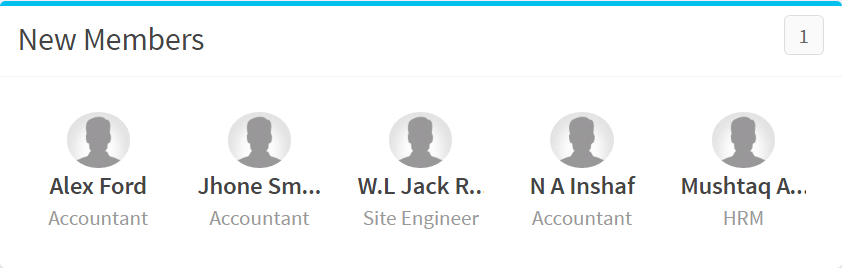 New Members
1
Alex Ford
Jhone Sm...
W.L Jack R..
N A Inshaf
Mushtaq A...
Accountant
Accountant
Site Engineer
Accountant
HRM